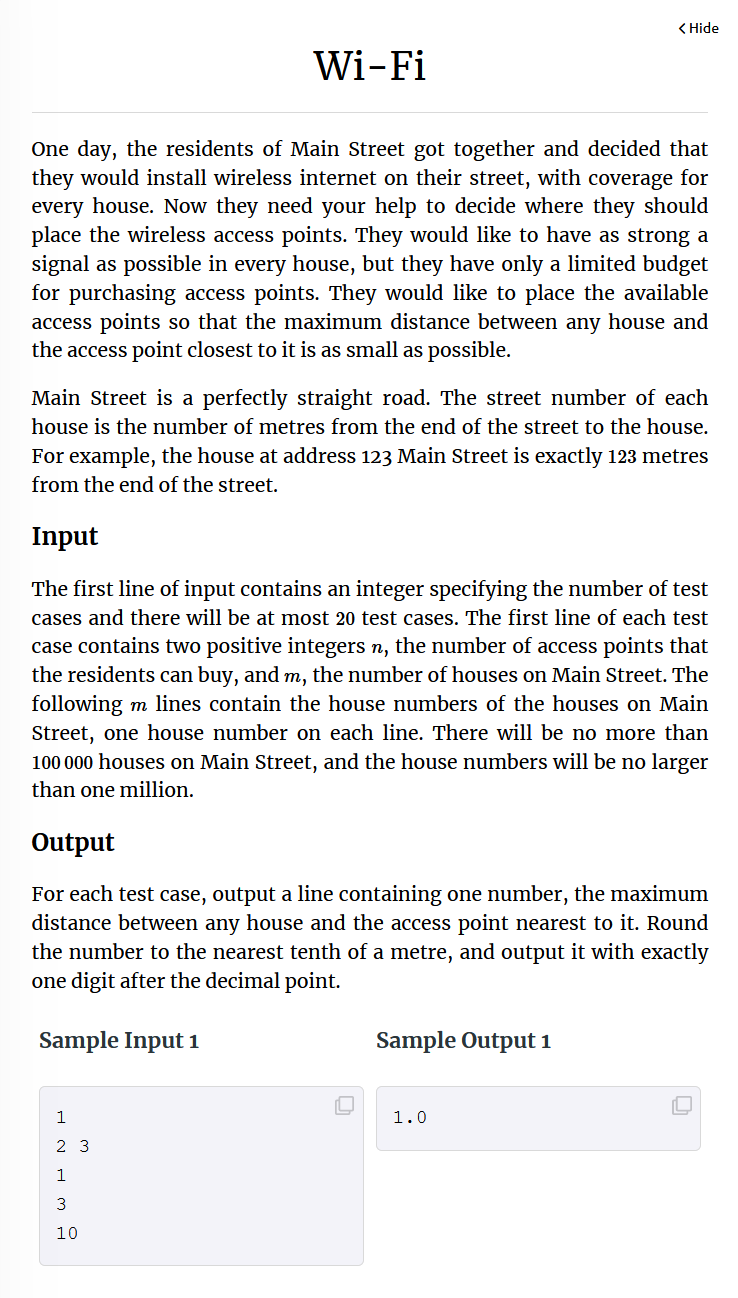 Hide
Wi-Fi
One day, the residents of Main Street got together and decided that
they would install wireless internet on their street, with coverage for
every house. Now they need your help to decide where they should
place the wireless access points. They would like to have as strong a
signal as possible in every house, but they have only a limited budget
for purchasing access points. They would like to place the available
access points so that the maximum distance between any house and
the access point closest to it is as small as possible.
Main Street is a perfectly straight road. The street number of each
house is the number of metres from the end of the street to the house.
For example, the house at address 123 Main Street is exactly 123 metres
from the end of the street.
Input
The first line of input contains an integer specifying the number of test
cases and there will be at most 20 test cases. The first line of each test
case contains two positive integers n, the number of access points that
the residents can buy, and m, the number of houses on Main Street. The
following m lines contain the house numbers of the houses on Main
Street, one house number on each line. There will be no more than
100 000 houses on Main Street, and the house numbers will be no larger
than one million.
Output
For each test case, output a line containing one number, the maximum
distance between any house and the access point nearest to it. Round
the number to the nearest tenth of a metre, and output it with exactly
one digit after the decimal point.
Sample Input 1
1
2 3
1
3
10
Sample Output 1
1.0